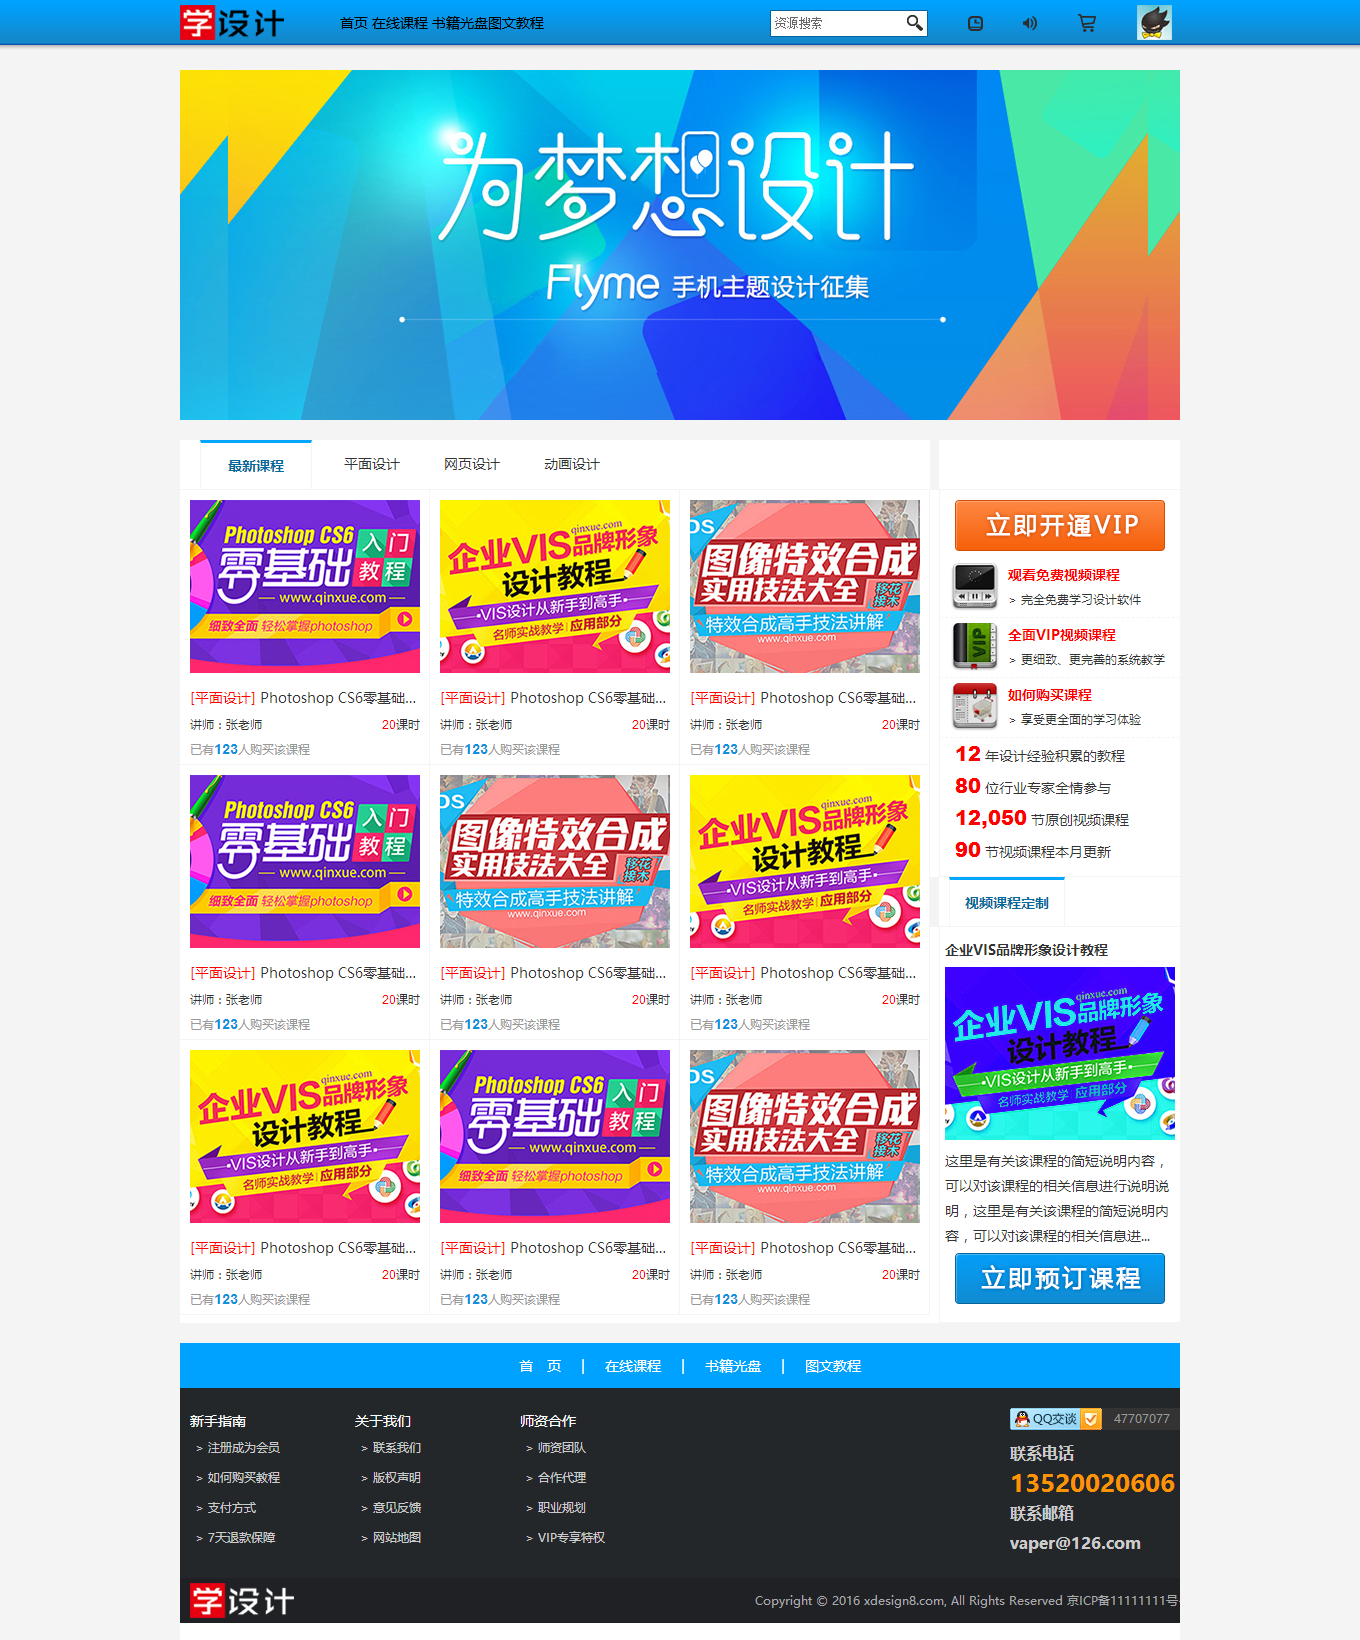 学设计
首页 在线课程 书籍光盘图文教程
资源搜索
为梦想设计
Flyme 手机主题设计征集
最新课程 平面设计 网页设计 动画设计
Photoshop CS6
零基础
入门
教程
www.qinxue.com
细致全面 轻松掌握photoshop
[平面设计] Photoshop CS6零基础...
讲师：张老师 20课时
已有123人购买该课程
qinxue.com
企业VIS品牌形象
设计教程
VIS设计从新手到高手
名师实战教学 应用部分
[平面设计] Photoshop CS6零基础...
讲师：张老师 20课时
已有123人购买该课程
DS
图像特效合成
实用技法大全
移花
接木
特效合成高手技法讲解
www.qinxue.com
[平面设计] Photoshop CS6零基础...
讲师：张老师 20课时
已有123人购买该课程
Photoshop CS6
零基础
入门
教程
www.qinxue.com
细致全面 轻松掌握photoshop
[平面设计] Photoshop CS6零基础...
讲师：张老师 20课时
已有123人购买该课程
DS
图像特效合成
实用技法大全
移花
接木
特效合成高手技法讲解
www.qinxue.com
[平面设计] Photoshop CS6零基础...
讲师：张老师 20课时
已有123人购买该课程
qinxue.com
企业VIS品牌形象
设计教程
VIS设计从新手到高手
名师实战教学 应用部分
[平面设计] Photoshop CS6零基础...
讲师：张老师 20课时
已有123人购买该课程
qinxue.com
企业VIS品牌形象
设计教程
VIS设计从新手到高手
名师实战教学 应用部分
[平面设计] Photoshop CS6零基础...
讲师：张老师 20课时
已有123人购买该课程
Photoshop CS6
零基础
入门
教程
www.qinxue.com
细致全面 轻松掌握photoshop
[平面设计] Photoshop CS6零基础...
讲师：张老师 20课时
已有123人购买该课程
DS
图像特效合成
实用技法大全
移花
接木
特效合成高手技法讲解
www.qinxue.com
[平面设计] Photoshop CS6零基础...
讲师：张老师 20课时
已有123人购买该课程
立即开通VIP
观看免费视频课程
> 完全免费学习设计软件
VIP
全面VIP视频课程
> 更细致、更完善的系统教学
如何购买课程
> 享受更全面的学习体验
12 年设计经验积累的教程
80 位行业专家全情参与
12,050 节原创视频课程
90 节视频课程本月更新
视频课程定制
企业VIS品牌形象设计教程
qinxue.com
企业VIS品牌形象
设计教程
VIS设计从新手到高手
名师实战教学 应用部分
这里是有关该课程的简短说明内容，
可以对该课程的相关信息进行说明说
明，这里是有关该课程的简短说明内
容，可以对该课程的相关信息进...
立即预订课程
首 页 | 在线课程 | 书籍光盘 | 图文教程
新手指南
> 注册成为会员
> 如何购买教程
> 支付方式
> 7天退款保障
关于我们
> 联系我们
> 版权声明
> 意见反馈
> 网站地图
师资合作
> 师资团队
> 合作代理
> 职业规划
> VIP专享特权
QQ交谈 47707077
联系电话
13520020606
联系邮箱
vaper@126.com
学设计
Copyright © 2016 xdesign8.com, All Rights Reserved 京ICP备11111111号